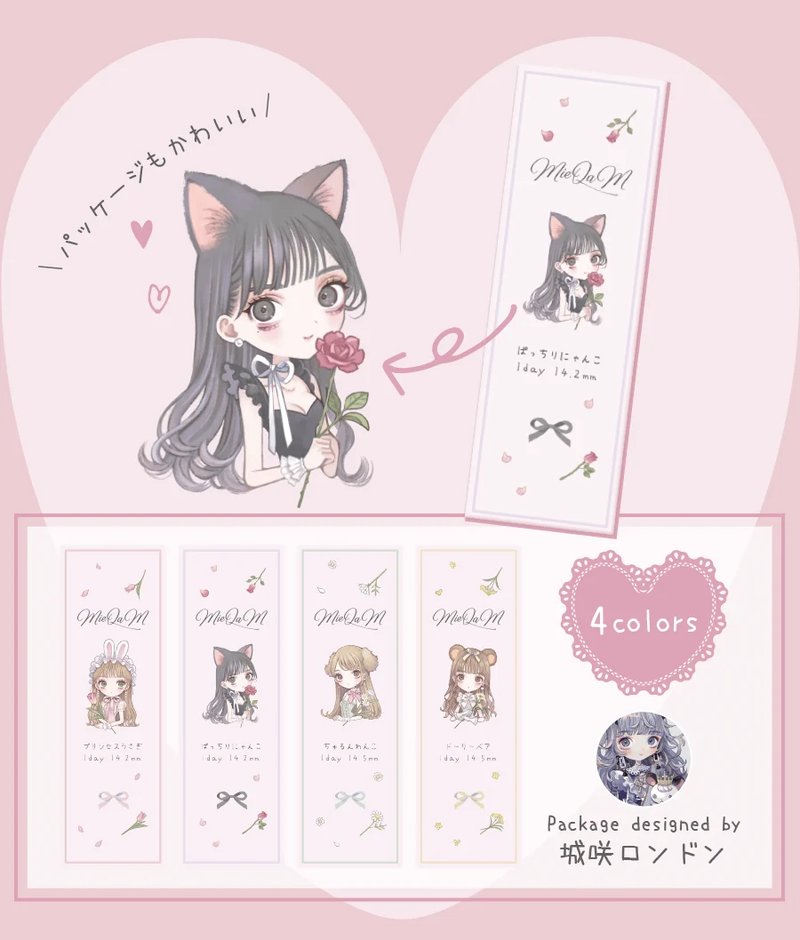 \パッケージもかわいい/
MieQaM
ぱっちりにゃんこ
1day 14.2mm
MieQaM
プリンセスうさぎ
1day 14.2mm
MieQaM
ぱっちりにゃんこ
1day 14.2mm
MieQaM
ちゅるんわんこ
1day 14.5mm
MieQaM
ドーリーベア
1day 14.5mm
4colors
Package designed by
城咲ロンドン